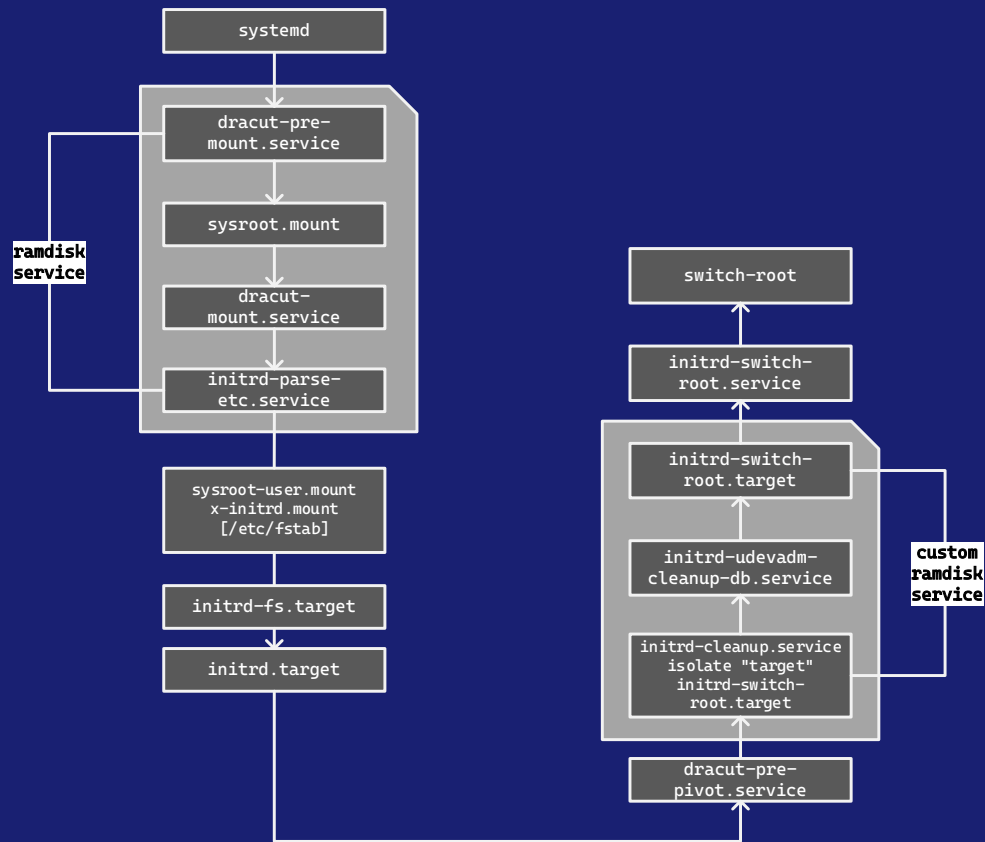 systemd
dracut-pre-
mount.service
sysroot.mount
ramdisk
service
dracut-
mount.service
initrd-parse-
etc.service
sysroot-user.mount
x-initrd.mount
[/etc/fstab]
initrd-fs.target
initrd.target
switch-root
initrd-switch-
root.service
initrd-switch-
root.target
initrd-udevadm-
cleanup-db.service
custom
ramdisk
service
initrd-cleanup.service
isolate "target"
initrd-switch-
root.target
dracut-pre-
pivot.service